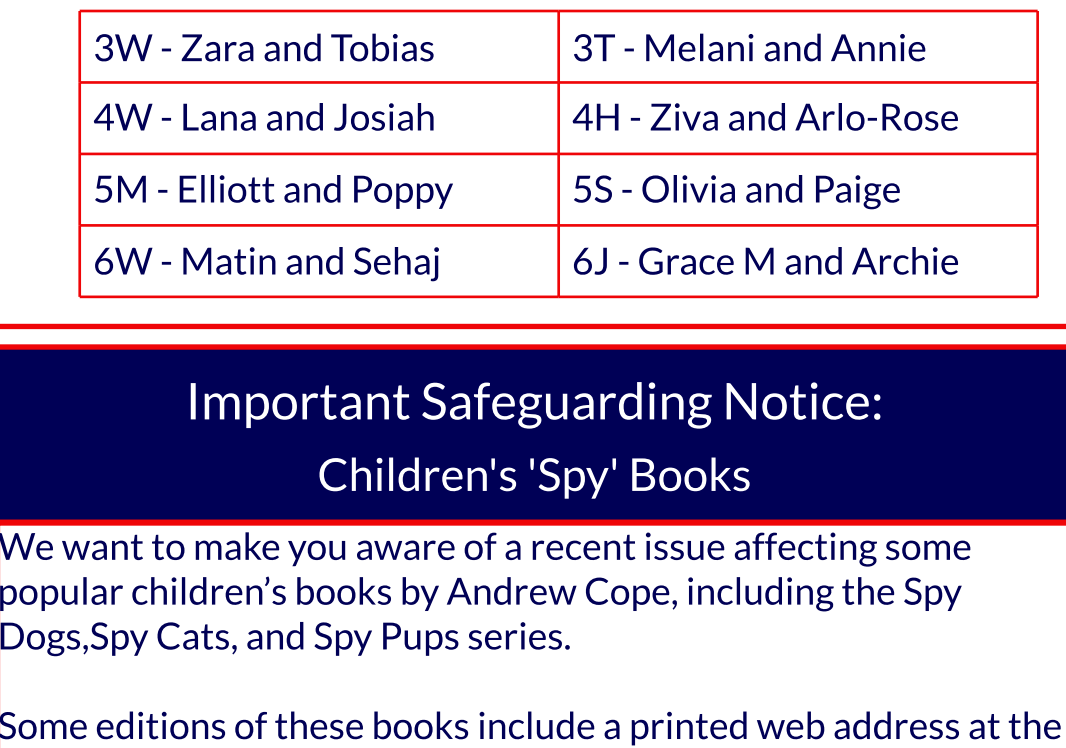 3W - Zara and Tobias
3T - Melani and Annie
4W - Lana and Josiah
4H - Ziva and Arlo-Rose
5M - Elliott and Poppy
5S - Olivia and Paige
6W - Matin and Sehaj
6J - Grace M and Archie
Important Safeguarding Notice:
Children's 'Spy' Books
We want to make you aware of a recent issue affecting some
popular children’s books by Andrew Cope, including the Spy
Dogs,Spy Cats, and Spy Pups series.
Some editions of these books include a printed web address at the